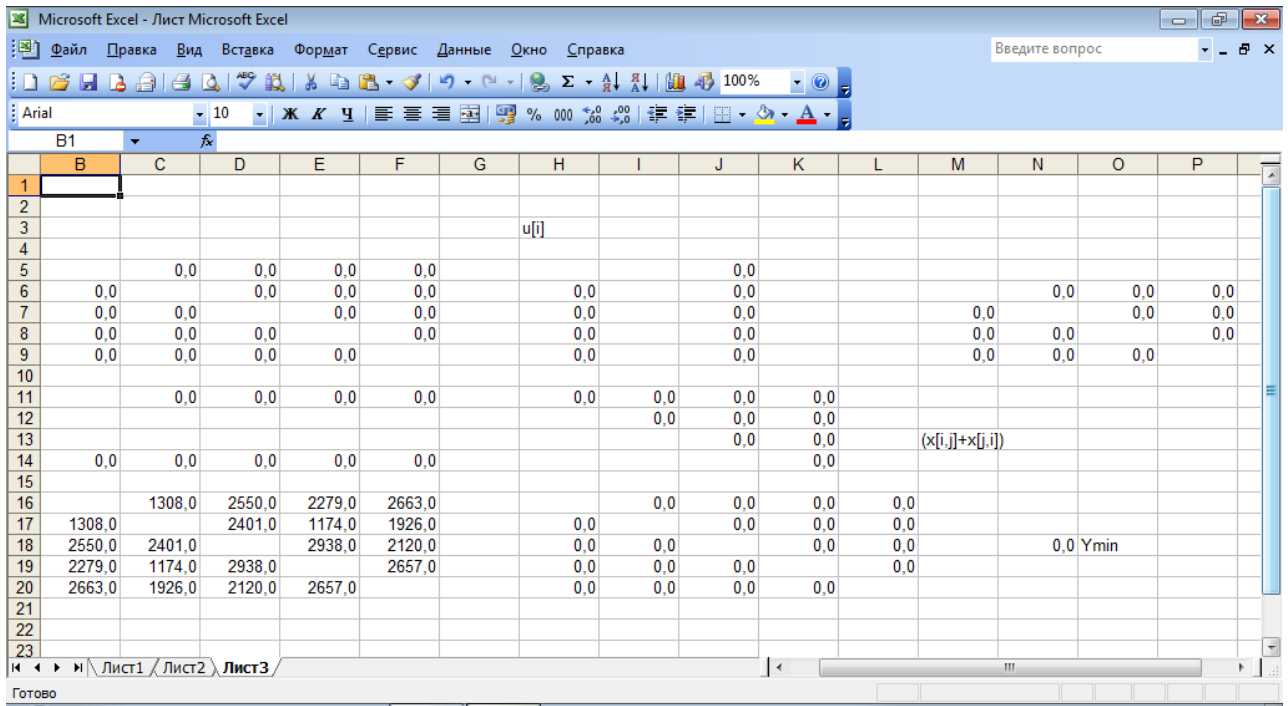 Microsoft Excel - Лист Microsoft Excel
Файл Правка Вид Вставка Формат Сервис Данные Окно Справка Введите вопрос
100%
Arial 10 Ж К Ч % 000
B1 fx
B C D E F G H I J K L M N O P
1
2
3 u[i]
4
5 0,0 0,0 0,0 0,0 0,0
6 0,0 0,0 0,0 0,0 0,0 0,0 0,0 0,0 0,0
7 0,0 0,0 0,0 0,0 0,0 0,0 0,0 0,0 0,0
8 0,0 0,0 0,0 0,0 0,0 0,0 0,0 0,0 0,0
9 0,0 0,0 0,0 0,0 0,0 0,0 0,0 0,0 0,0
10
11 0,0 0,0 0,0 0,0 0,0 0,0 0,0 0,0
12 0,0 0,0 0,0
13 0,0 0,0 (x[i,j]+x[j,i])
14 0,0 0,0 0,0 0,0 0,0 0,0
15
16 1308,0 2550,0 2279,0 2663,0 0,0 0,0 0,0 0,0
17 1308,0 2401,0 1174,0 1926,0 0,0 0,0 0,0 0,0
18 2550,0 2401,0 2938,0 2120,0 0,0 0,0 0,0 0,0 0,0 Ymin
19 2279,0 1174,0 2938,0 2657,0 0,0 0,0 0,0 0,0
20 2663,0 1926,0 2120,0 2657,0 0,0 0,0 0,0 0,0
21
22
23
Лист1 Лист2 Лист3
Готово